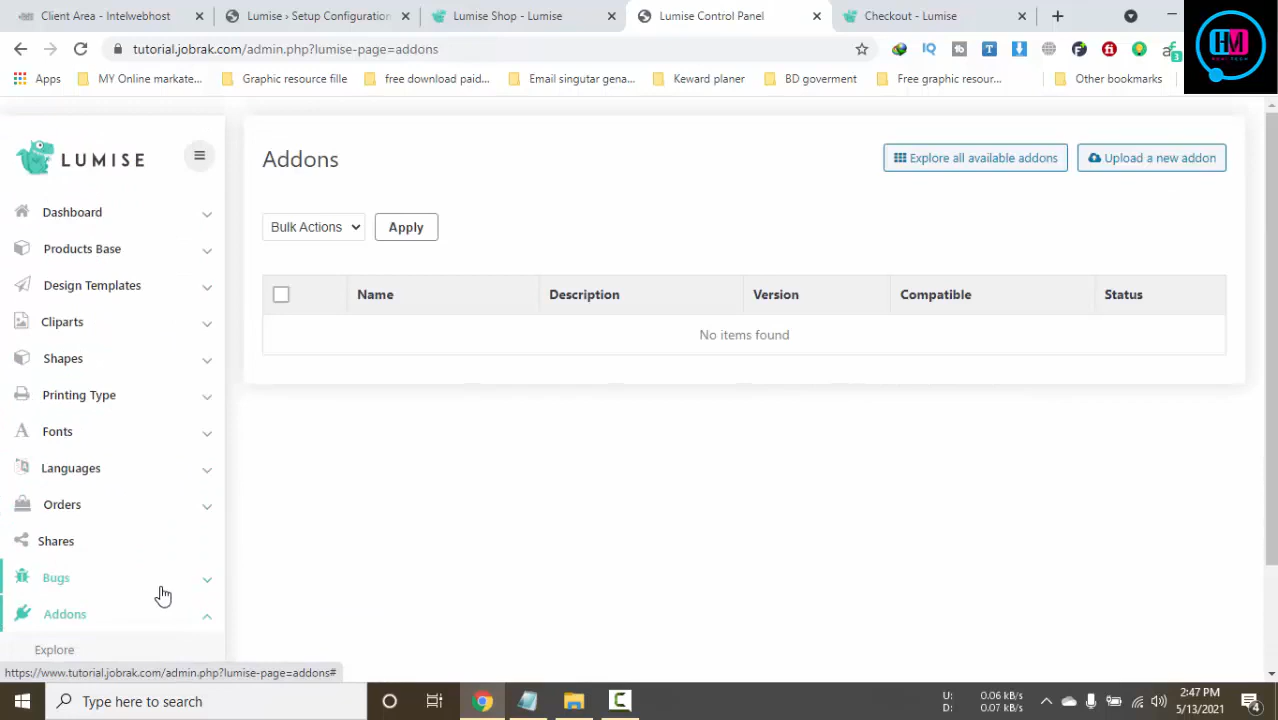 Client Area - Intelwebhost
Lumise › Setup Configuration
Lumise Shop - Lumise
Lumise Control Panel
Checkout - Lumise
tutorial.jobrak.com/admin.php?lumise-page=addons
Apps
MY Online markate...
Graphic resource fille
free download paid...
Email singutar gena...
Keward planer
BD goverment
Free graphic resour...
Other bookmarks
HM
LUMISE
Addons
Explore all available addons
Upload a new addon
Bulk Actions
Apply
Name
Description
Version
Compatible
Status
No items found
Dashboard
Products Base
Design Templates
Cliparts
Shapes
Printing Type
Fonts
Languages
Orders
Shares
Bugs
Addons
Explore
https://www.tutorial.jobrak.com/admin.php?lumise-page=addons#
Type here to search
U: 0.06 kB/s
D: 0.07 kB/s
2:47 PM
5/13/2021
4